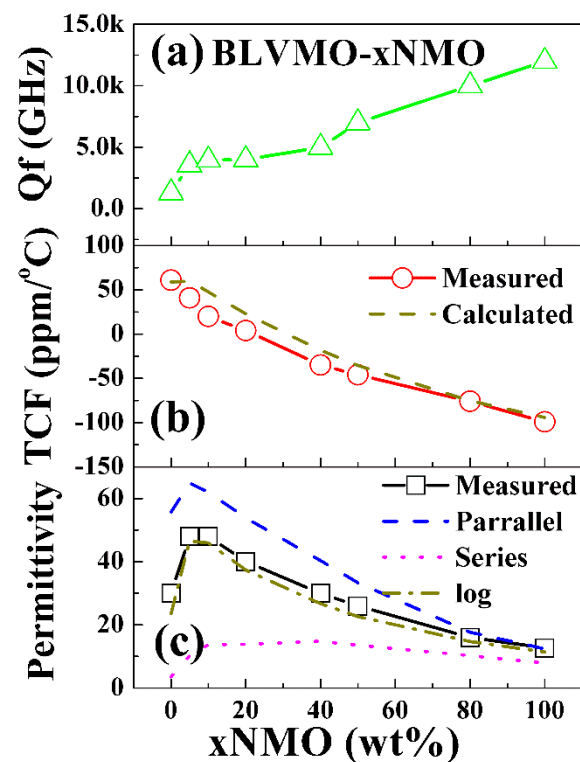 (a) BLVMO-xNMO
15.0k
10.0k
5.0k
0.0
Qf (GHz)
100
50
0
-50
-100
-150
TCF (ppm/°C)
Measured
Calculated
(b)
60
40
20
0
Permittivity
Measured
Parrallel
Series
log
(c)
0 20 40 60 80 100
xNMO (wt%)